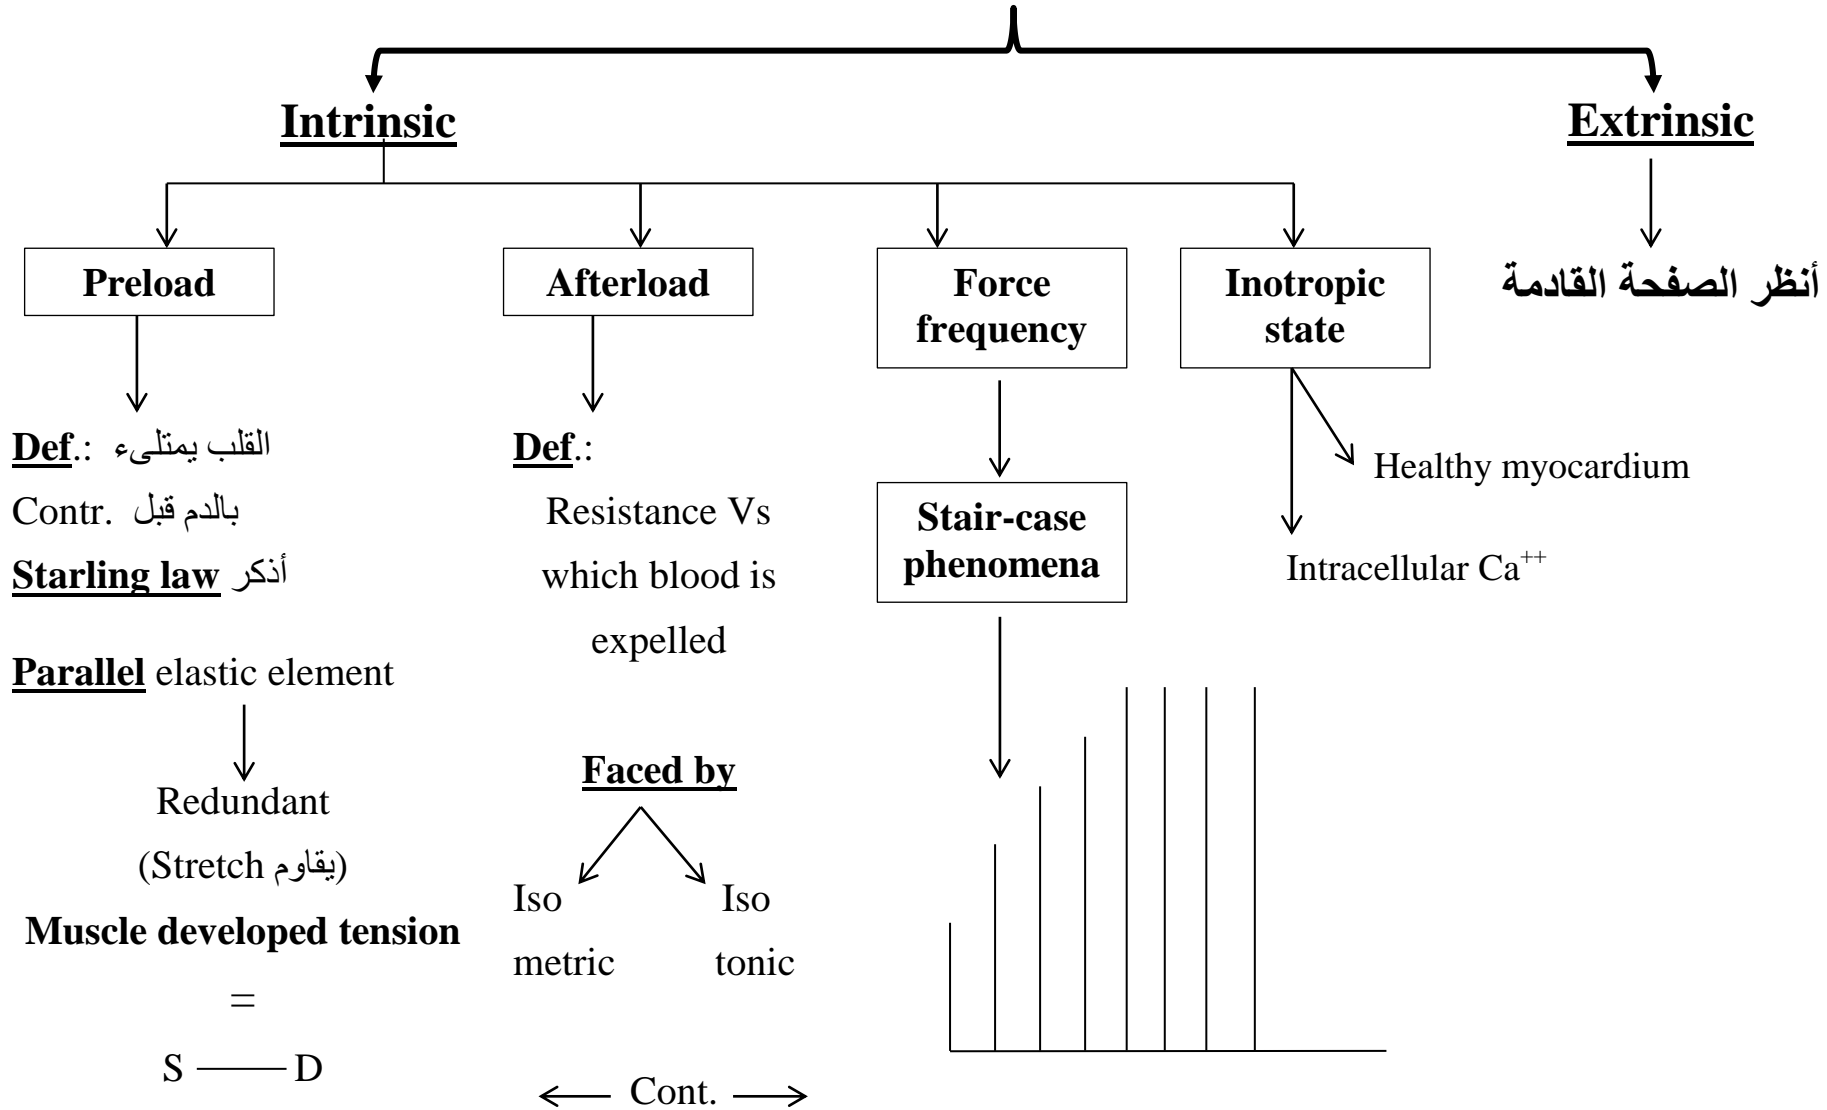 Intrinsic
Extrinsic
Preload
Afterload
Force
frequency
Inotropic
state
أنظر الصفحة القادمة
Def.: القلب يمتلىء
Contr. بالدم قبل
Starling law أذكر
Parallel elastic element
Redundant
(Stretch يقاوم)
Muscle developed tension
=
S —— D
Def.:
Resistance Vs
which blood is
expelled
Faced by
Iso
metric
Iso
tonic
Cont.
Stair-case
phenomena
Healthy myocardium
Intracellular Ca⁺⁺